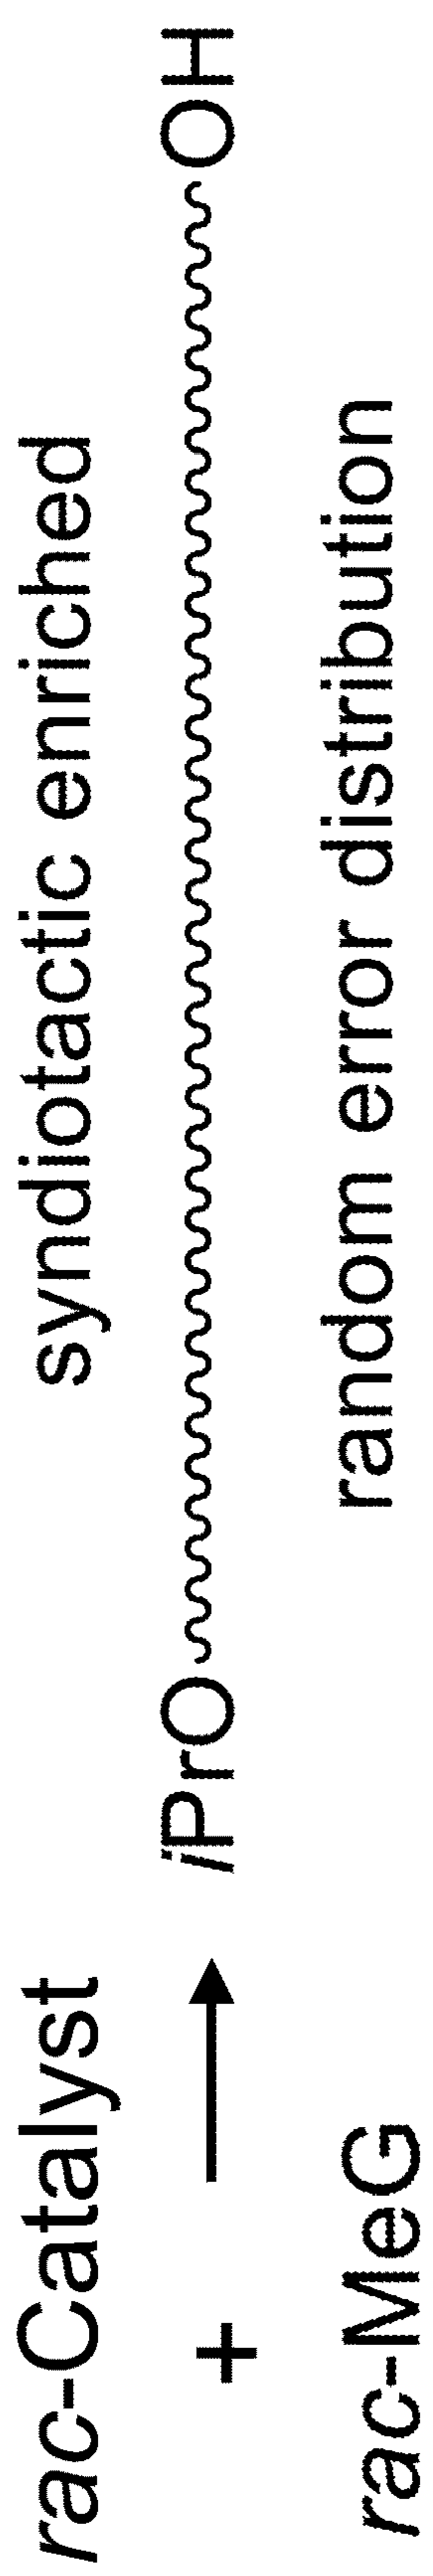 rac-Catalyst
+
rac-MeG
syndiotactic enriched
iPrO OH
random error distribution